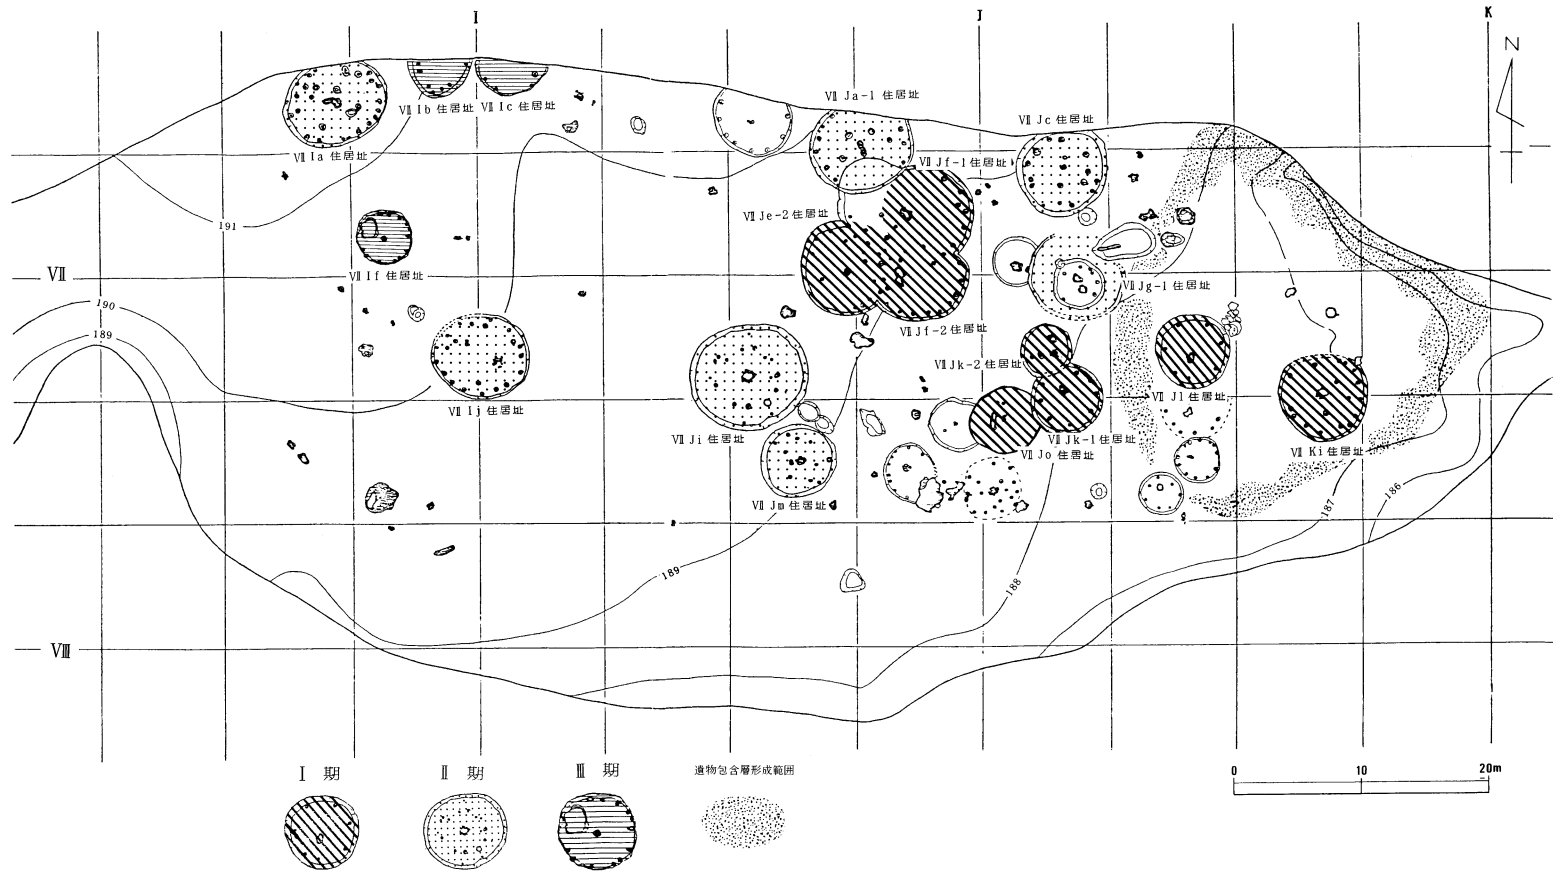 I
J
K
N
Ⅶ Ja-1 住居址
Ⅶ Ib 住居址
Ⅶ Ic 住居址
Ⅶ Jc 住居址
Ⅶ Ia 住居址
Ⅶ Jf-1住居址
191
Ⅶ Je-2住居址
Ⅶ
Ⅶ If 住居址
Ⅶ Jg-1住居址
190
189
Ⅶ Jf-2住居址
Ⅶ Jk-2住居址
Ⅶ Ij 住居址
Ⅶ Jl 住居址
Ⅶ Ji 住居址
Ⅶ Jk-1住居址
Ⅶ Jo 住居址
Ⅶ Ki住居址
Ⅶ Jm 住居址
186
187
189
188
Ⅷ
Ⅰ 期
Ⅱ 期
Ⅲ 期
遺物包含層形成範囲
0 10 20m